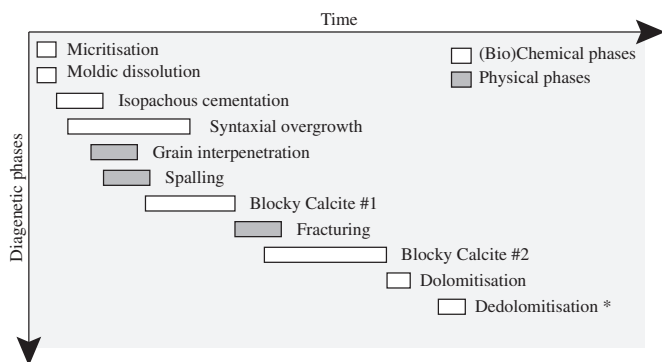 Time
Micritisation
(Bio)Chemical phases
Moldic dissolution
Physical phases
Isopachous cementation
Syntaxial overgrowth
Grain interpenetration
Spalling
Blocky Calcite #1
Fracturing
Blocky Calcite #2
Dolomitisation
Dedolomitisation *
Diagenetic phases